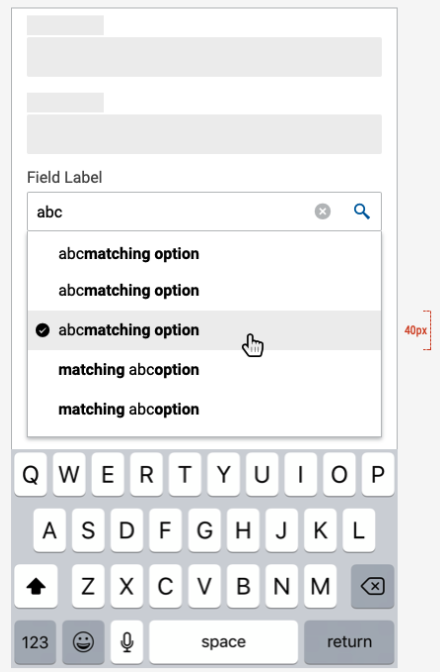 Field Label
abc
abcmatching option
abcmatching option
abcmatching option
40px
matching abcoption
matching abcoption
Q W E R T Y U I O P
A S D F G H J K L
Z X C V B N M
123 space return